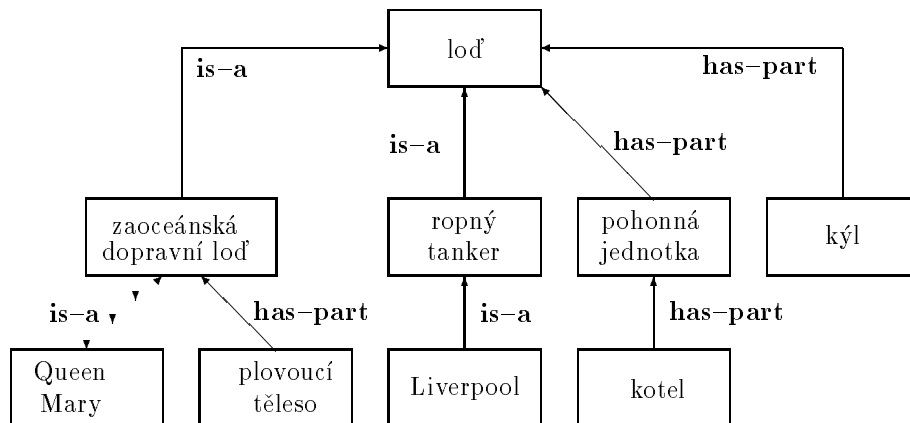 loď
is–a
has–part
is–a
has–part
zaoceánská
dopravní loď
ropný
tanker
pohonná
jednotka
kýl
is–a
has–part
is–a
has–part
Queen
Mary
plovoucí
těleso
Liverpool
kotel